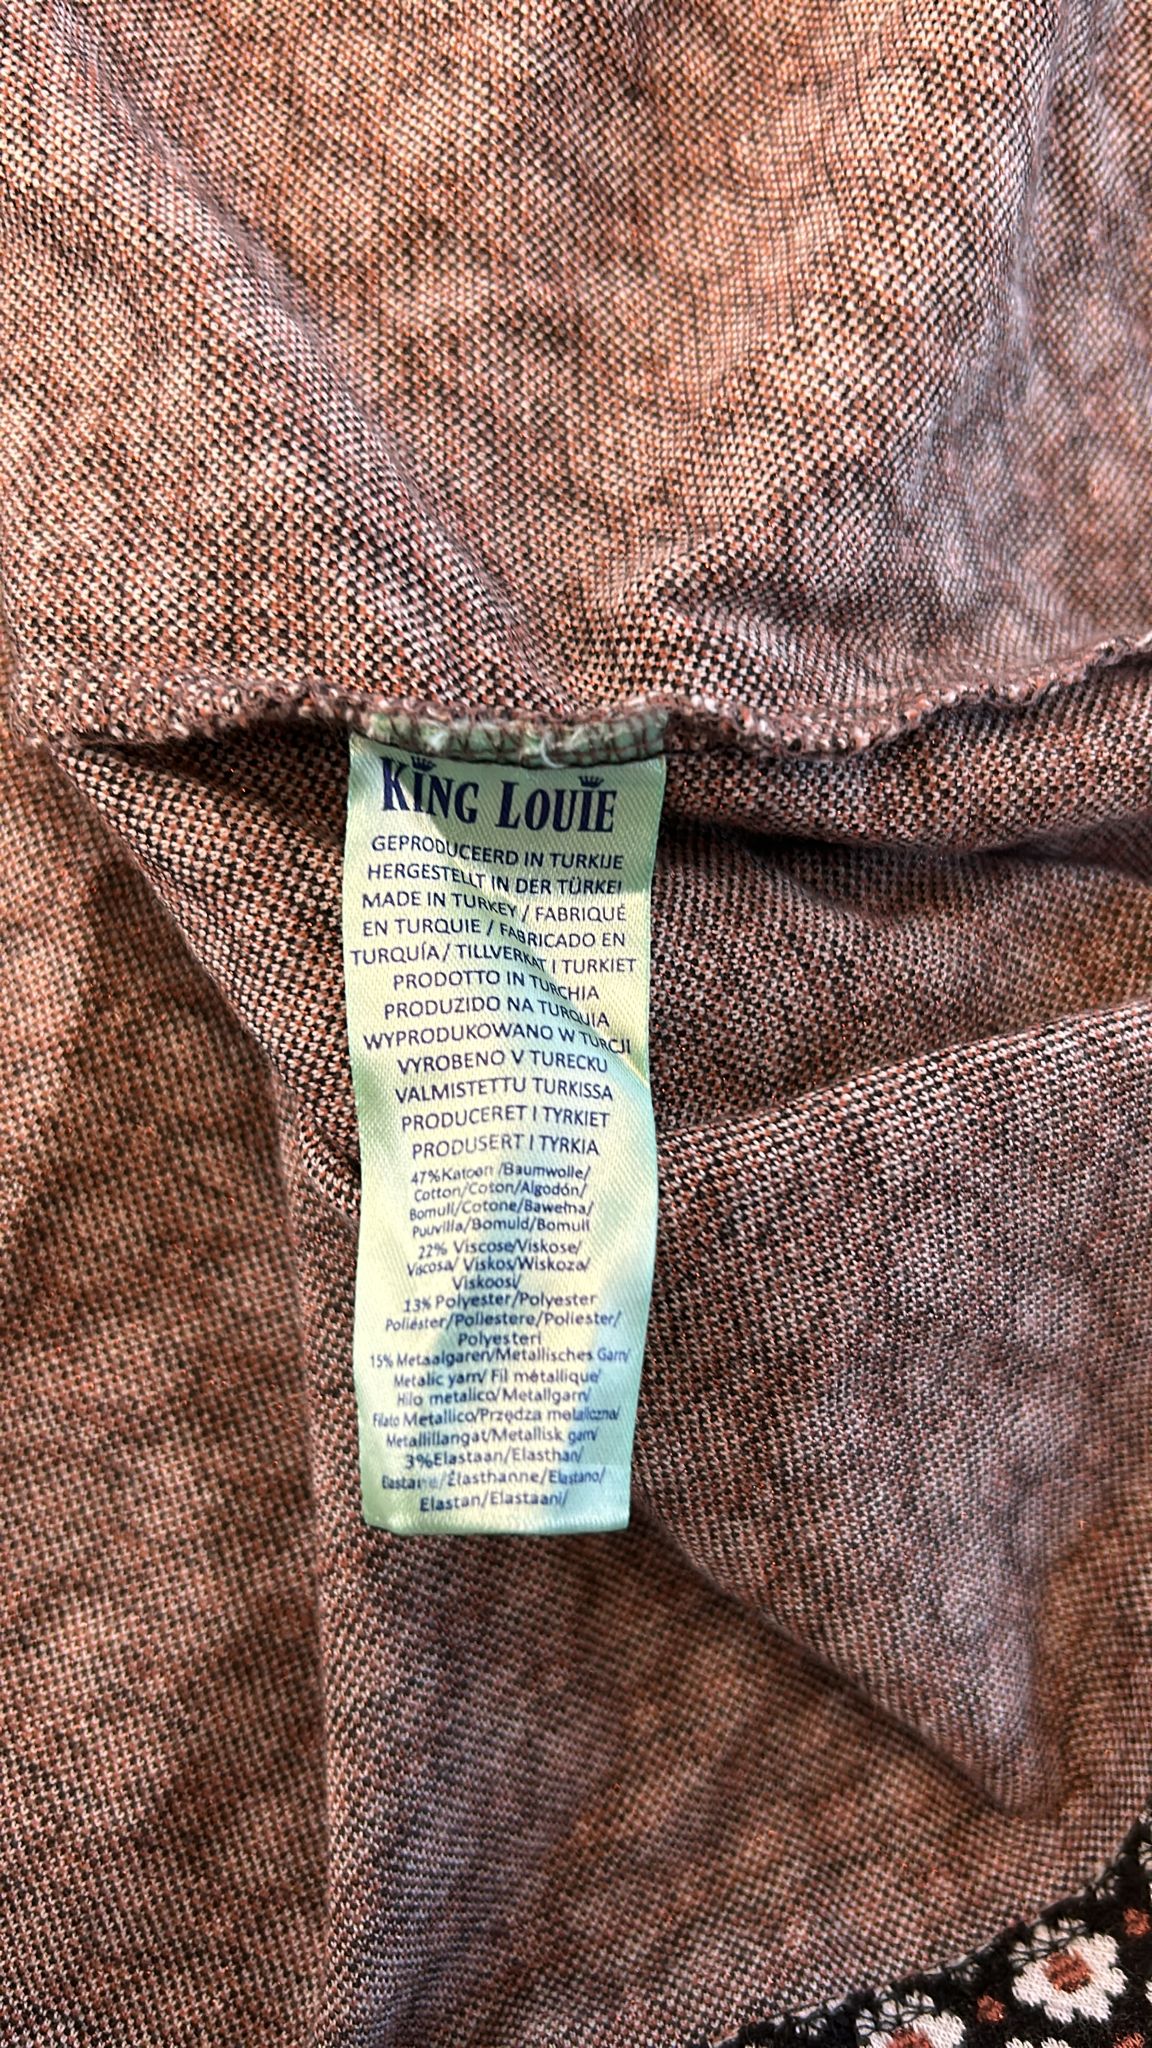 KING LOUIE
GEPRODUCEERD IN TURKIJE
HERGESTELLT IN DER TÜRKEI
MADE IN TURKEY / FABRIQUÉ
EN TURQUIE / FABRICADO EN
TURQUÍA / TILLVERKAT I TURKIET
PRODOTTO IN TURCHIA
PRODUZIDO NA TURQUIA
WYPRODUKOWANO W TURCJI
VYROBENO V TURECKU
VALMISTETTU TURKISSA
PRODUCERET I TYRKIET
PRODUSERT I TYRKIA
47%Katoen /Baumwolle/
Cotton/Coton/Algodón/
Bomull/Cotone/Bawełna/
Puuvilla/Bomuld/Bomull
22% Viscose/Viskose/
Viscosa/ Viskos/Wiskoza/
Viskoosi/
13% Polyester/Polyester
Poliéster/Poliestere/Poliester/
Polyesteri
15% Metaalgaren/Metallisches Garn/
Metalic yarn/ Fil métallique/
Hilo metalico/Metallgarn/
Filato Metallico/Przędza metaliczna/
Metallillangat/Metallisk garn/
3%Elastaan/Elasthan/
Elastane/Élasthanne/Elastano/
Elastan/Elastaani/